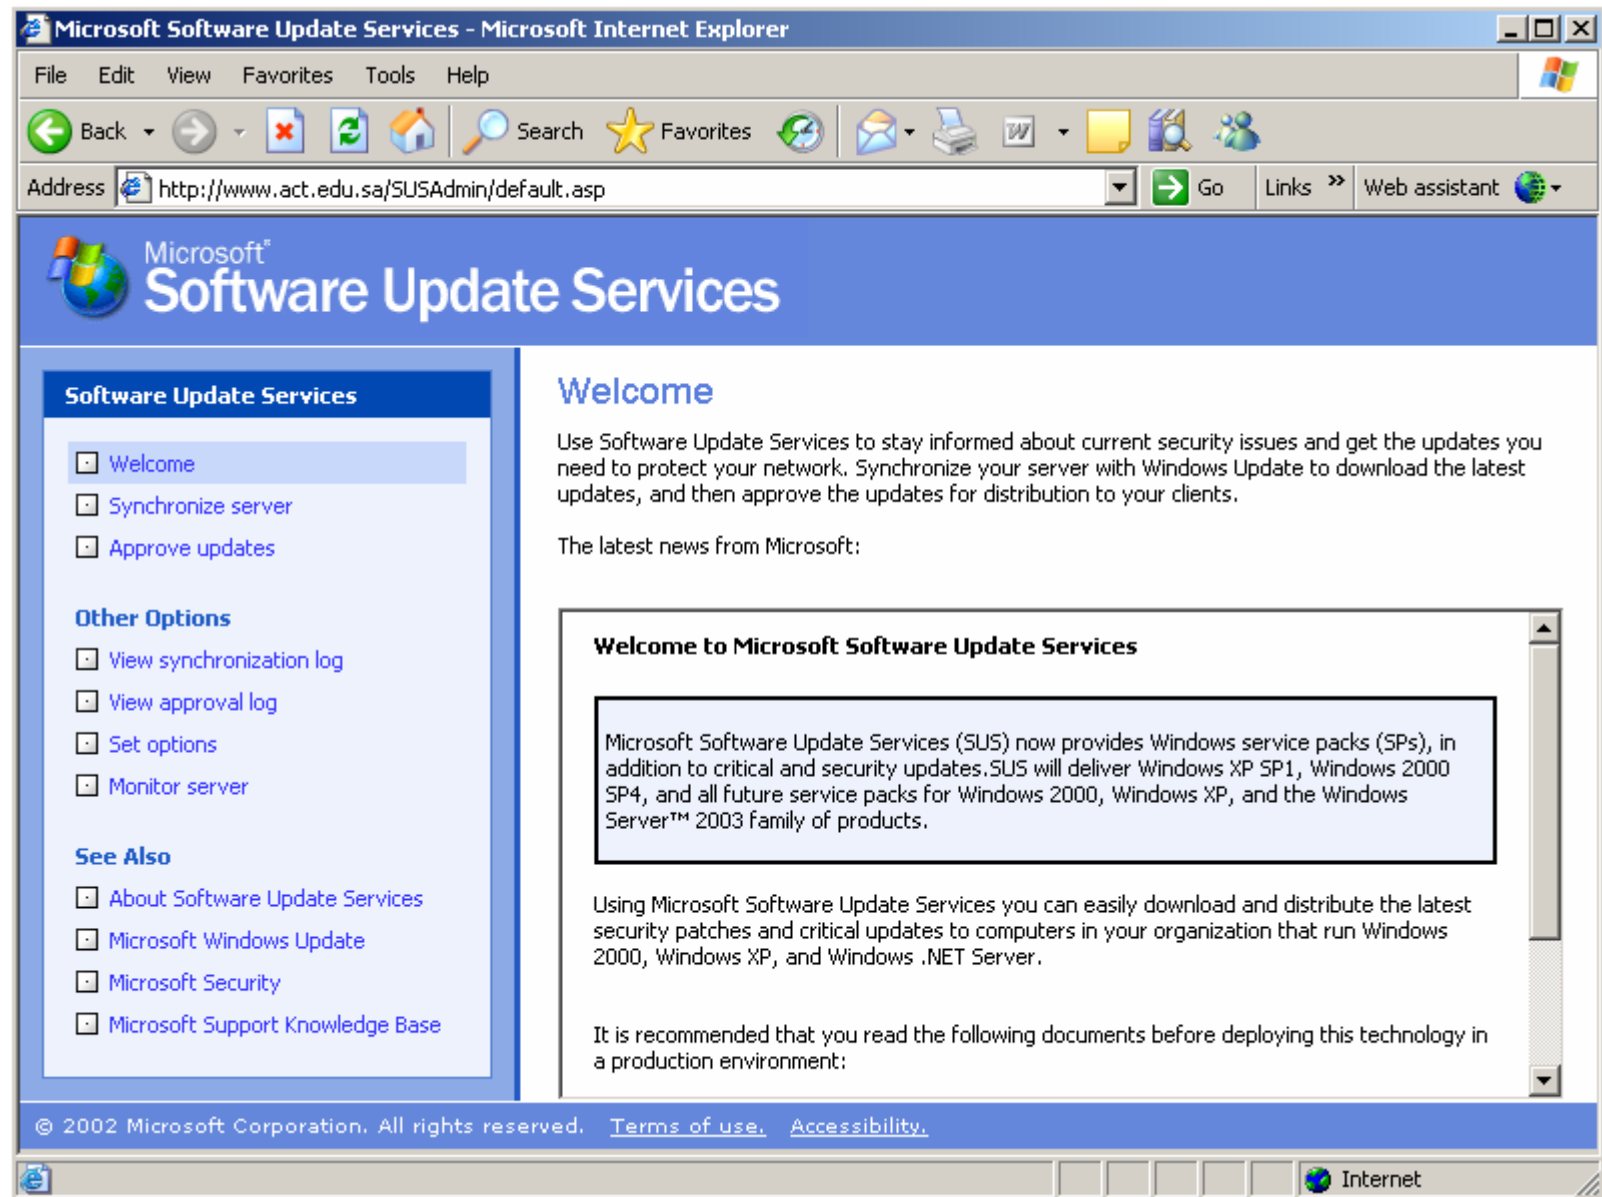 Microsoft Software Update Services - Microsoft Internet Explorer
File Edit View Favorites Tools Help
Back Search Favorites W
Address http://www.act.edu.sa/SUSAdmin/default.asp Go Links » Web assistant
Microsoft®
Software Update Services
Software Update Services
Welcome
Synchronize server
Approve updates
Other Options
View synchronization log
View approval log
Set options
Monitor server
See Also
About Software Update Services
Microsoft Windows Update
Microsoft Security
Microsoft Support Knowledge Base
Welcome
Use Software Update Services to stay informed about current security issues and get the updates you
need to protect your network. Synchronize your server with Windows Update to download the latest
updates, and then approve the updates for distribution to your clients.
The latest news from Microsoft:
Welcome to Microsoft Software Update Services
Microsoft Software Update Services (SUS) now provides Windows service packs (SPs), in
addition to critical and security updates.SUS will deliver Windows XP SP1, Windows 2000
SP4, and all future service packs for Windows 2000, Windows XP, and the Windows
Server™ 2003 family of products.
Using Microsoft Software Update Services you can easily download and distribute the latest
security patches and critical updates to computers in your organization that run Windows
2000, Windows XP, and Windows .NET Server.
It is recommended that you read the following documents before deploying this technology in
a production environment:
© 2002 Microsoft Corporation. All rights reserved. Terms of use. Accessibility.
Internet